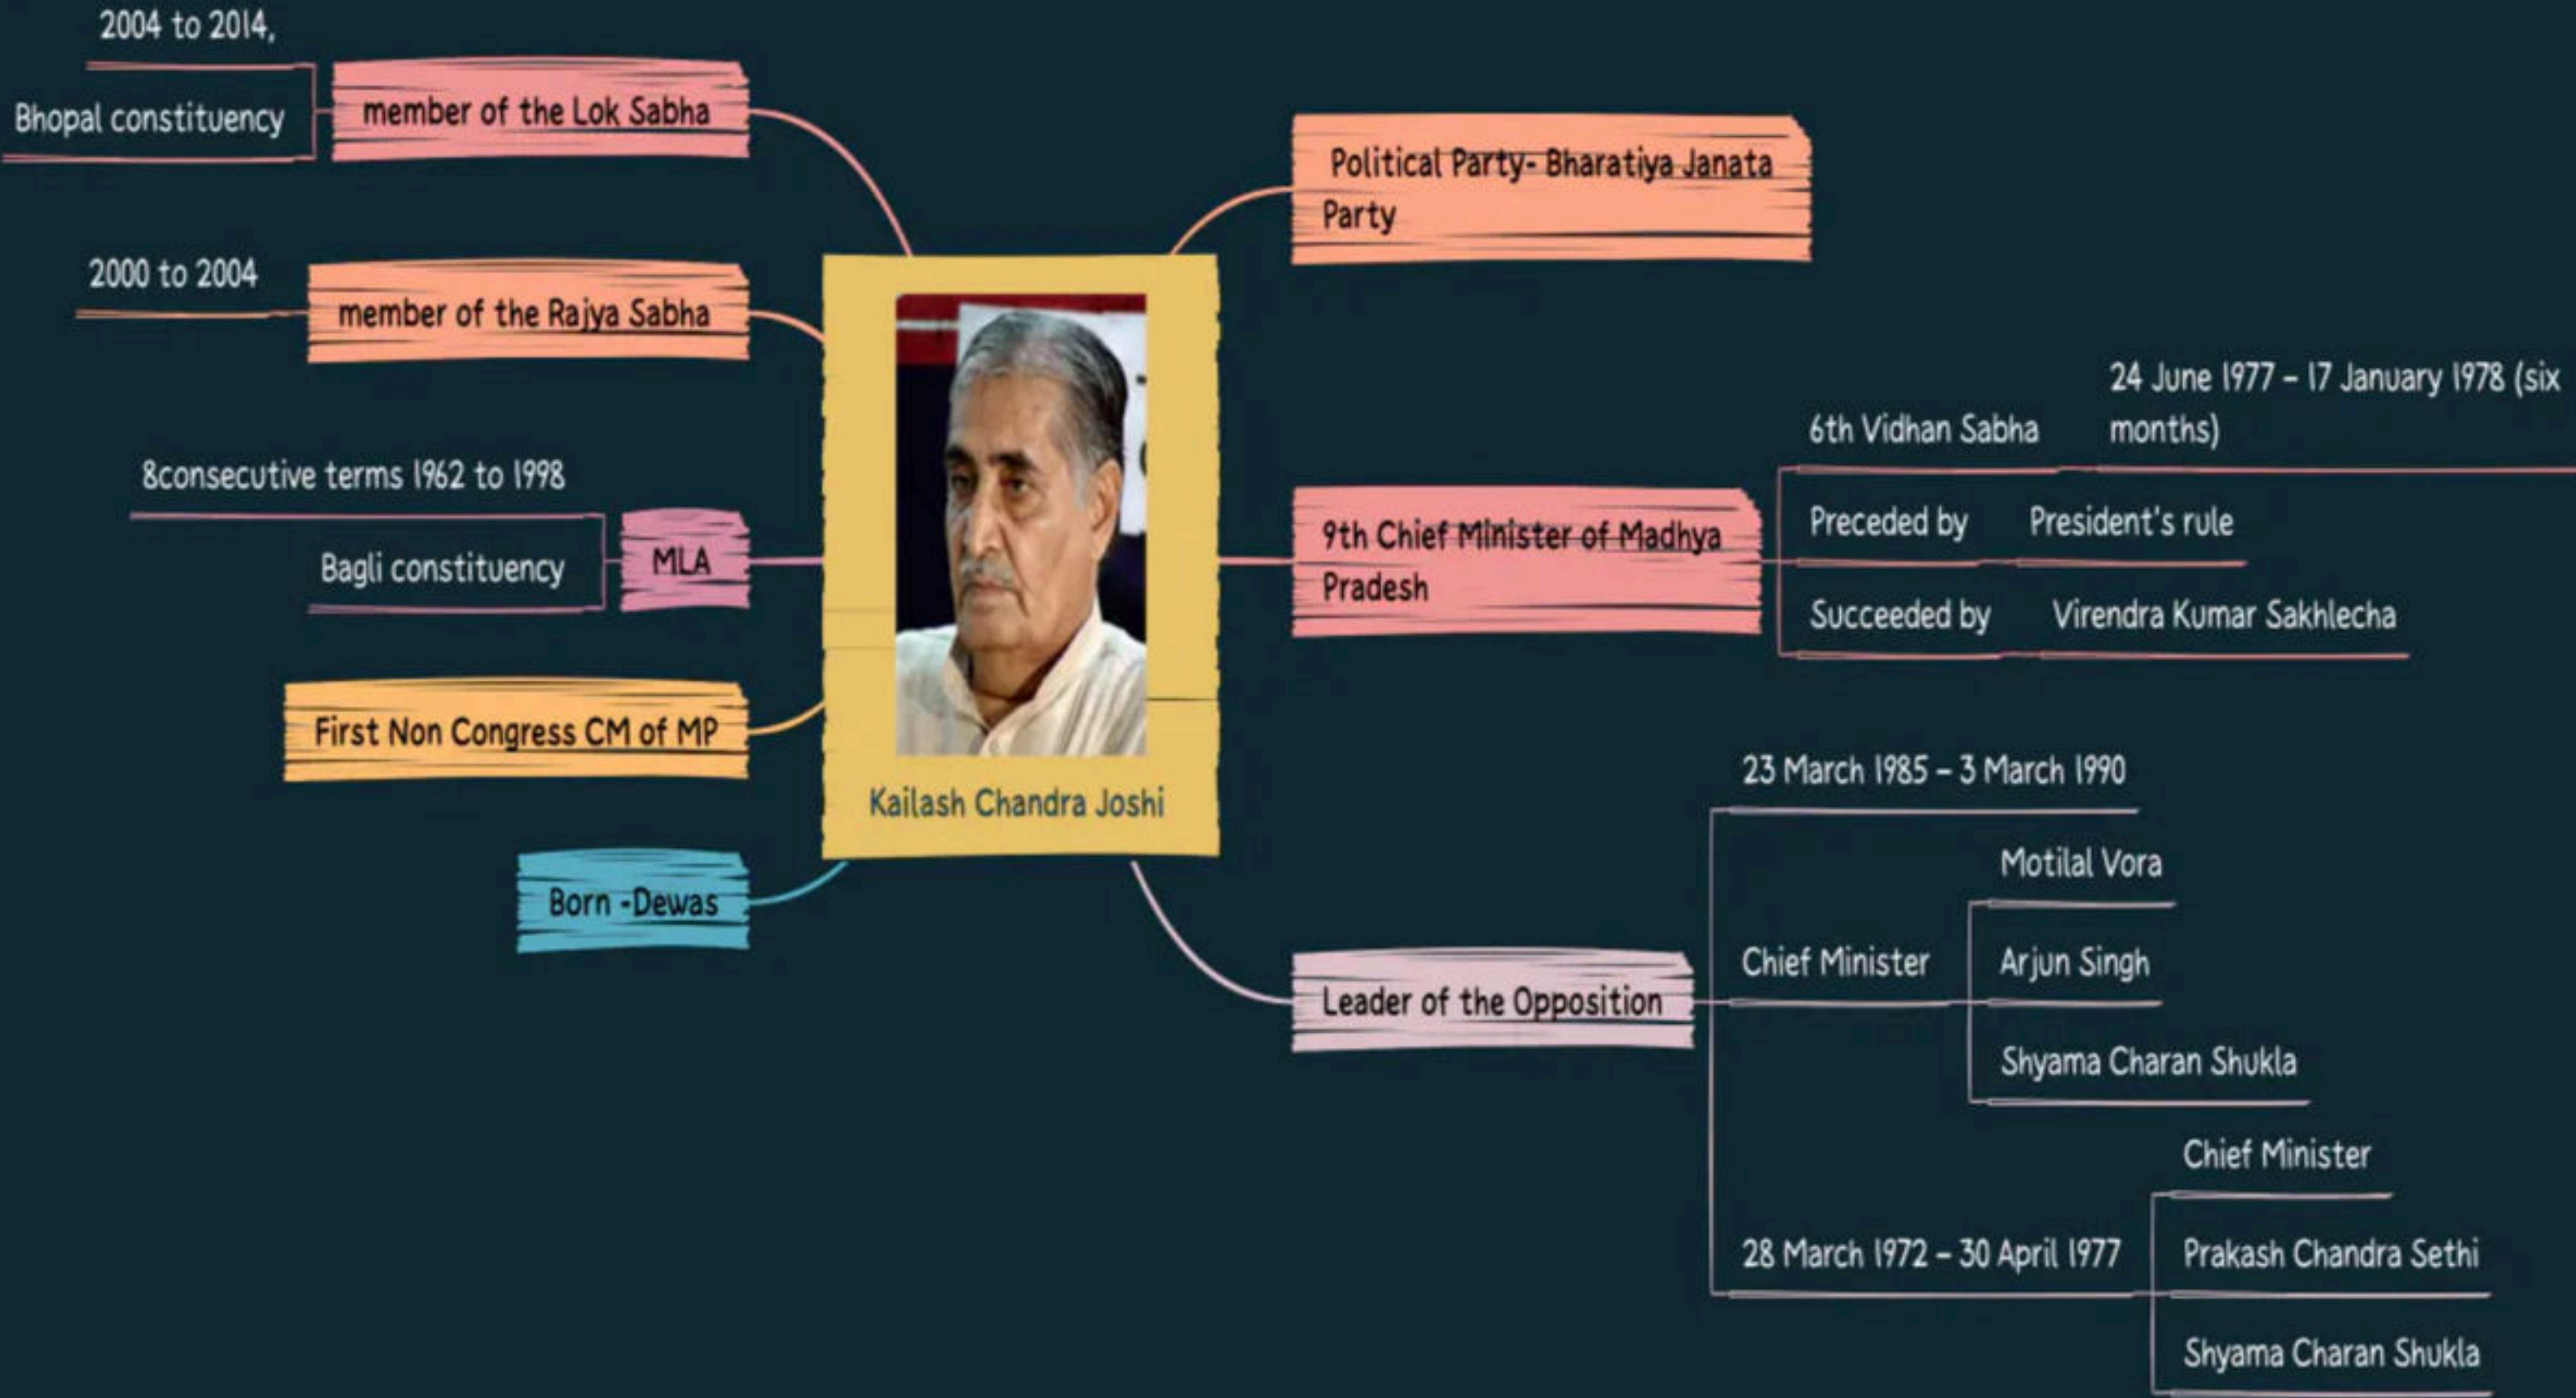 2004 to 2014,
Bhopal constituency
member of the Lok Sabha
2000 to 2004
member of the Rajya Sabha
8consecutive terms 1962 to 1998
Bagli constituency
MLA
First Non Congress CM of MP
Born -Dewas
Kailash Chandra Joshi
Political Party- Bharatiya Janata
Party
9th Chief Minister of Madhya
Pradesh
6th Vidhan Sabha
24 June 1977 – 17 January 1978 (six
months)
Preceded by
President's rule
Succeeded by
Virendra Kumar Sakhlecha
Leader of the Opposition
23 March 1985 – 3 March 1990
Chief Minister
Motilal Vora
Arjun Singh
Shyama Charan Shukla
28 March 1972 – 30 April 1977
Chief Minister
Prakash Chandra Sethi
Shyama Charan Shukla